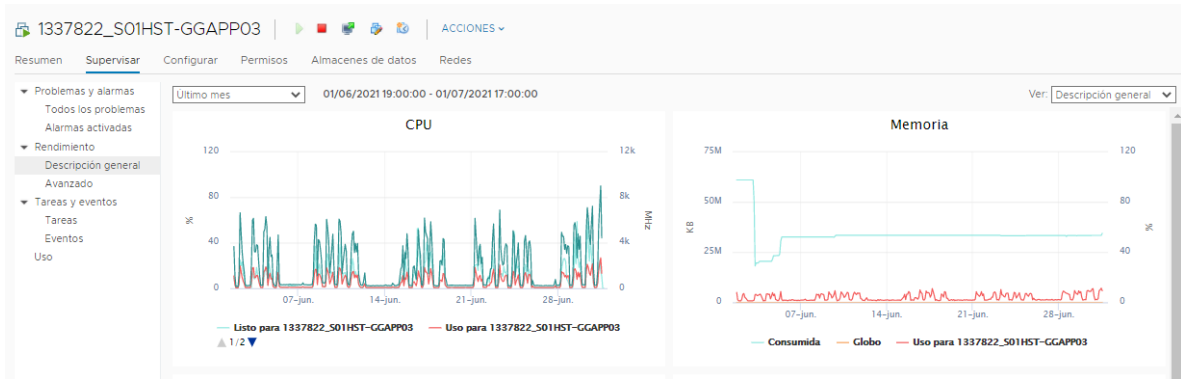 1337822_S01HST-GGAPP03 ACCIONES
Resumen Supervisar Configurar Permisos Almacenes de datos Redes
Problemas y alarmas
Todos los problemas
Alarmas activadas
Rendimiento
Descripción general
Avanzado
Tareas y eventos
Tareas
Eventos
Uso
Último mes 01/06/2021 19:00:00 - 01/07/2021 17:00:00 Ver: Descripción general
CPU
120 12k
80 8k
% MHz
40 4k
0 0
07-jun. 14-jun. 21-jun. 28-jun.
Listo para 1337822_S01HST-GGAPP03 Uso para 1337822_S01HST-GGAPP03
1/2
Memoria
75M 120
50M 80
KB %
25M 40
0 0
07-jun. 14-jun. 21-jun. 28-jun.
Consumida Globo Uso para 1337822_S01HST-GGAPP03